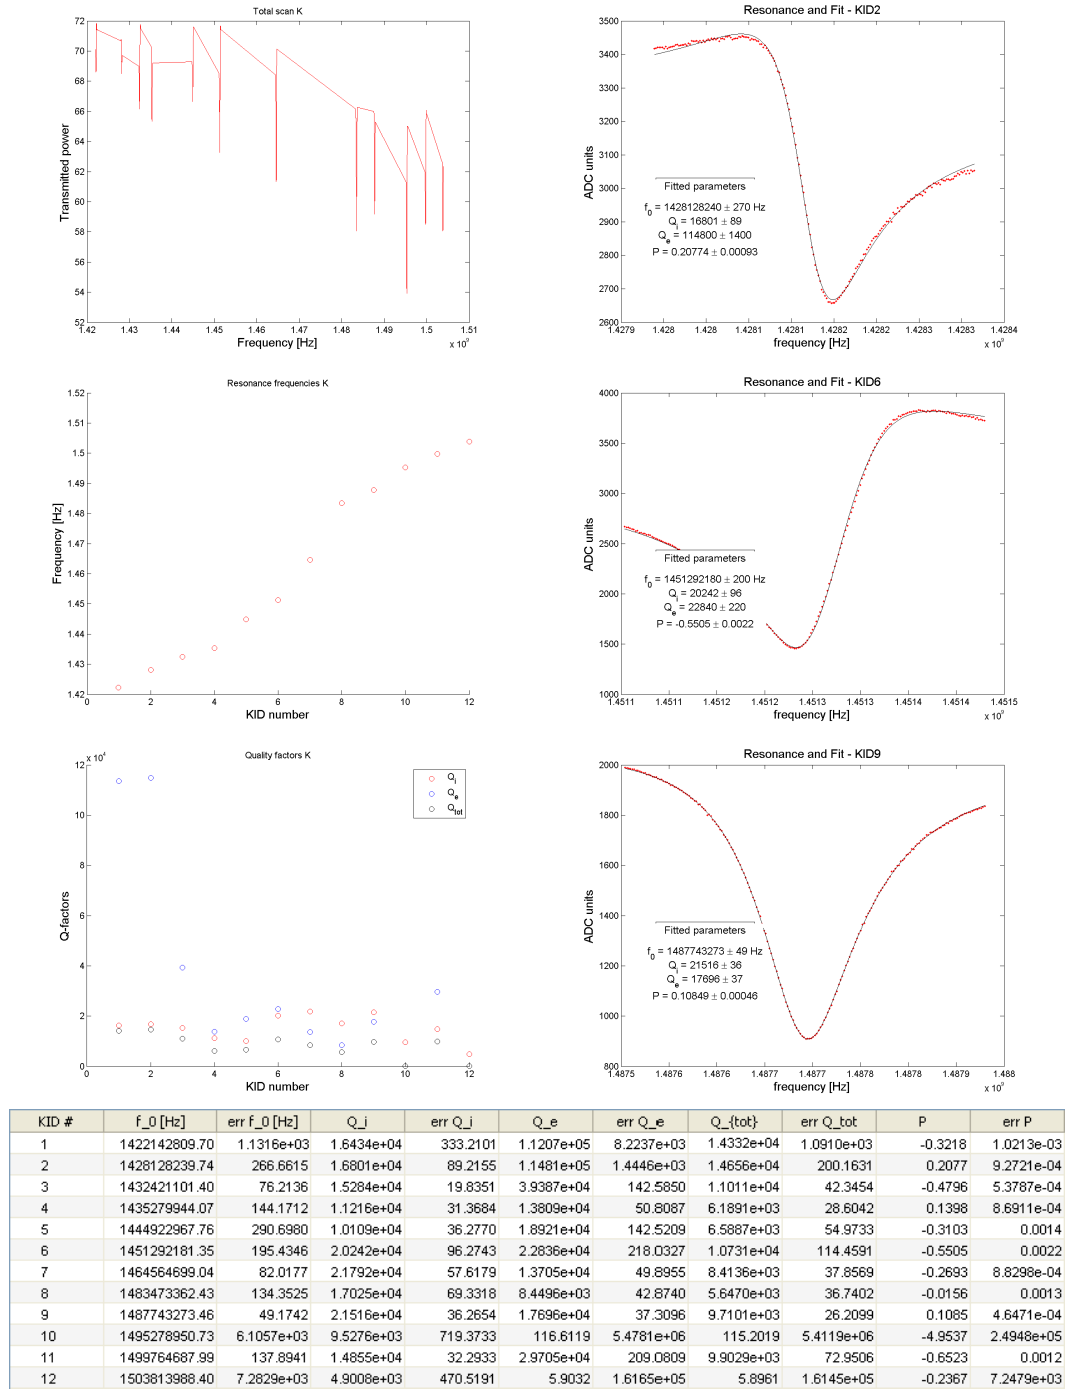 Total scan K
Transmitted power
72
70
68
66
64
62
60
58
56
54
52
1.42 1.43 1.44 1.45 1.46 1.47 1.48 1.49 1.5 1.51
Frequency [Hz]
x 10⁹
Resonance and Fit - KID2
ADC units
3500
3400
3300
3200
3100
3000
2900
2800
2700
2600
Fitted parameters
f_0 = 1428128240 ± 270 Hz
Q_i = 16801 ± 89
Q_e = 114800 ± 1400
P = 0.20774 ± 0.00093
1.4279 1.428 1.428 1.4281 1.4281 1.4282 1.4282 1.4283 1.4283 1.4284
frequency [Hz]
x 10⁹
Resonance frequencies K
Frequency [Hz]
1.52
1.51
1.5
1.49
1.48
1.47
1.46
1.45
1.44
1.43
1.42
0 2 4 6 8 10 12
KID number
Resonance and Fit - KID6
ADC units
4000
3500
3000
2500
2000
1500
1000
Fitted parameters
f_0 = 1451292180 ± 200 Hz
Q_i = 20242 ± 96
Q_e = 22840 ± 220
P = -0.5505 ± 0.0022
1.4511 1.4511 1.4512 1.4512 1.4513 1.4513 1.4514 1.4514 1.4515
frequency [Hz]
x 10⁹
Quality factors K
x 10⁴
Q-factors
12
10
8
6
4
2
0
Q_i
Q_e
Q_tot
0 2 4 6 8 10 12
KID number
Resonance and Fit - KID9
ADC units
2000
1800
1600
1400
1200
1000
800
Fitted parameters
f_0 = 1487743273 ± 49 Hz
Q_i = 21516 ± 36
Q_e = 17696 ± 37
P = 0.10849 ± 0.00046
1.4875 1.4876 1.4876 1.4877 1.4877 1.4878 1.4878 1.4879 1.488
frequency [Hz]
x 10⁹
KID # f_0 [Hz] err f_0 [Hz] Q_i err Q_i Q_e err Q_e Q_{tot} err Q_tot P err P
1 1422142809.70 1.1316e+03 1.6434e+04 333.2101 1.1207e+05 8.2237e+03 1.4332e+04 1.0910e+03 -0.3218 1.0213e-03
2 1428128239.74 266.6615 1.6801e+04 89.2155 1.1481e+05 1.4446e+03 1.4656e+04 200.1631 0.2077 9.2721e-04
3 1432421101.40 76.2136 1.5284e+04 19.8351 3.9387e+04 142.5850 1.1011e+04 42.3454 -0.4796 5.3787e-04
4 1435279944.07 144.1712 1.1216e+04 31.3684 1.3809e+04 50.8087 6.1891e+03 28.6042 0.1398 8.6911e-04
5 1444922967.76 290.6980 1.0109e+04 36.2770 1.8921e+04 142.5209 6.5887e+03 54.9733 -0.3103 0.0014
6 1451292181.35 195.4346 2.0242e+04 96.2743 2.2836e+04 218.0327 1.0731e+04 114.4591 -0.5505 0.0022
7 1464564699.04 82.0177 2.1792e+04 57.6179 1.3705e+04 49.8955 8.4136e+03 37.8569 -0.2693 8.8298e-04
8 1483473362.43 134.3525 1.7025e+04 69.3318 8.4496e+03 42.8740 5.6470e+03 36.7402 -0.0156 0.0013
9 1487743273.46 49.1742 2.1516e+04 36.2654 1.7696e+04 37.3096 9.7101e+03 26.2099 0.1085 4.6471e-04
10 1495278950.73 6.1057e+03 9.5276e+03 719.3733 116.6119 5.4781e+06 115.2019 5.4119e+06 -4.9537 2.4948e+05
11 1499764687.99 137.8941 1.4855e+04 32.2933 2.9705e+04 209.0809 9.9029e+03 72.9506 -0.6523 0.0012
12 1503813988.40 7.2829e+03 4.9008e+03 470.5191 5.9032 1.6165e+05 5.8961 1.6145e+05 -0.2367 7.2479e+03